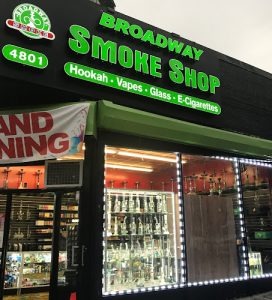 BROADWAY
SMOKE SHOP
Hookah • Vapes • Glass • E-Cigarettes
4801
AND
NING